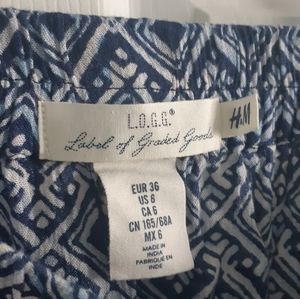 L.O.G.G.®
Label of Graded Goods
H&M
EUR 36
US 6
CA 6
CN 165/68A
MX 6
MADE IN
INDIA
FABRIQUÉ EN
INDE